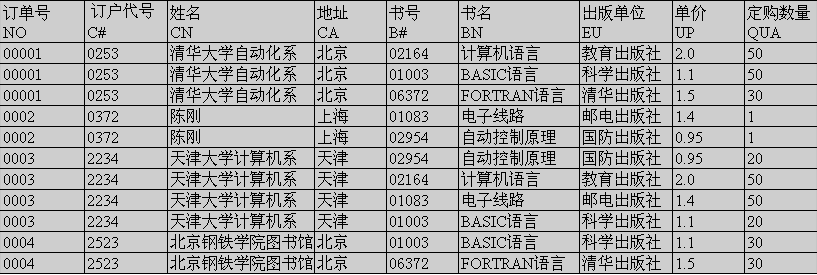 订单号 订户代号 姓名 地址 书号 书名 出版单位 单价 定购数量
NO C# CN CA B# BN EU UP QUA
00001 0253 清华大学自动化系 北京 02164 计算机语言 教育出版社 2.0 50
00001 0253 清华大学自动化系 北京 01003 BASIC语言 科学出版社 1.1 50
00001 0253 清华大学自动化系 北京 06372 FORTRAN语言 清华出版社 1.5 30
0002 0372 陈刚 上海 01083 电子线路 邮电出版社 1.4 1
0002 0372 陈刚 上海 02954 自动控制原理 国防出版社 0.95 1
0003 2234 天津大学计算机系 天津 02954 自动控制原理 国防出版社 0.95 20
0003 2234 天津大学计算机系 天津 02164 计算机语言 教育出版社 2.0 50
0003 2234 天津大学计算机系 天津 01083 电子线路 邮电出版社 1.4 50
0003 2234 天津大学计算机系 天津 01003 BASIC语言 科学出版社 1.1 20
0004 2523 北京钢铁学院图书馆 北京 01003 BASIC语言 科学出版社 1.1 30
0004 2523 北京钢铁学院图书馆 北京 06372 FORTRAN语言 清华出版社 1.5 30